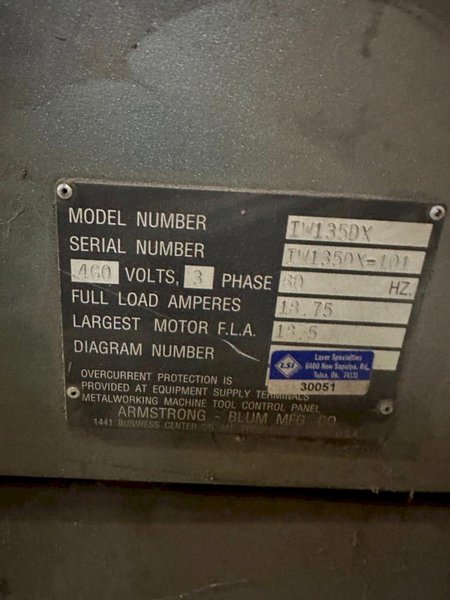 MODEL NUMBER IW135DX
SERIAL NUMBER IW135DX-101
460 VOLTS, 3 PHASE 60 HZ.
FULL LOAD AMPERES 18.75
LARGEST MOTOR F.L.A. 18.5
DIAGRAM NUMBER
LSI
Laser Specialties
6400 New Sapulpa, Rd.
Tulsa, Ok. 74131
30051
OVERCURRENT PROTECTION IS
PROVIDED AT EQUIPMENT SUPPLY TERMINALS
METALWORKING MACHINE TOOL CONTROL PANEL
ARMSTRONG - BLUM MFG CO.
1441 BUSINESS CENTER
U.S.A.